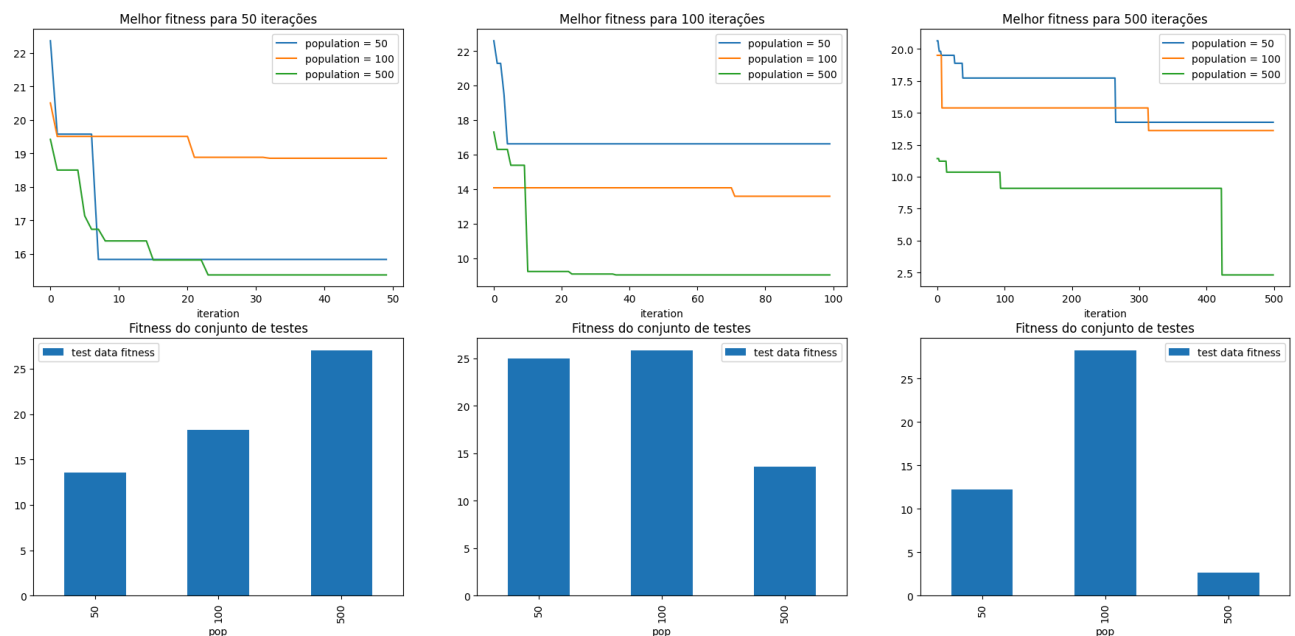 Melhor fitness para 50 iterações
population = 50
population = 100
population = 500
22
21
20
19
18
17
16
0 10 20 30 40 50
iteration
Melhor fitness para 100 iterações
population = 50
population = 100
population = 500
22
20
18
16
14
12
10
0 20 40 60 80 100
iteration
Melhor fitness para 500 iterações
population = 50
population = 100
population = 500
20.0
17.5
15.0
12.5
10.0
7.5
5.0
2.5
0 100 200 300 400 500
iteration
Fitness do conjunto de testes
test data fitness
25
20
15
10
5
0
50 100 500
pop
Fitness do conjunto de testes
test data fitness
25
20
15
10
5
0
50 100 500
pop
Fitness do conjunto de testes
test data fitness
25
20
15
10
5
0
50 100 500
pop